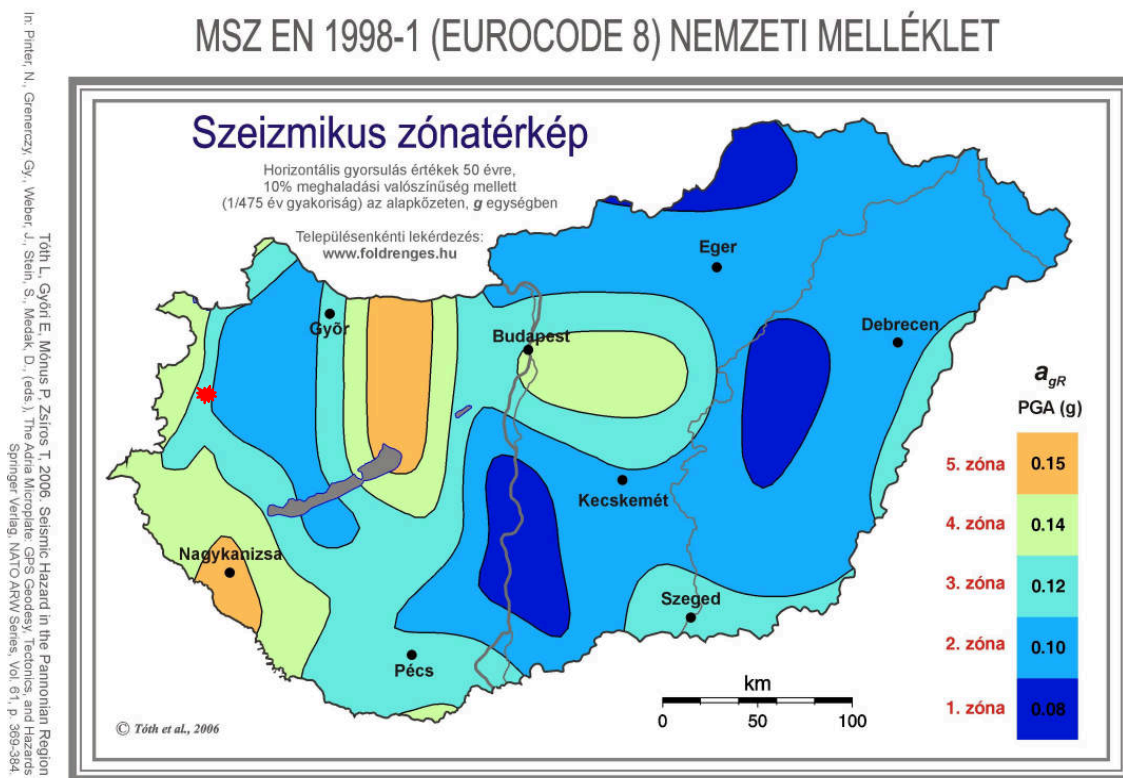 MSZ EN 1998-1 (EUROCODE 8) NEMZETI MELLÉKLET
Szeizmikus zónatérkép
Horizontális gyorsulás értékek 50 évre,
10% meghaladási valószínűség mellett
(1/475 év gyakoriság) az alapkőzeten, g egységben
Településenkénti lekérdezés:
www.foldrenges.hu
Eger
Győr
Budapest
Debrecen
Kecskemét
Nagykanizsa
Szeged
Pécs
agR
PGA (g)
5. zóna 0.15
4. zóna 0.14
3. zóna 0.12
2. zóna 0.10
1. zóna 0.08
km
0 50 100
© Tóth et al., 2006
Tóth L, Győri E, Mónus P, Zsíros T, 2006. Seismic Hazard in the Pannonian Region
In: Pinter, N., Grenerczy, Gy., Weber, J., Stein, S., Medak, D., (eds.), The Adria Microplate: GPS Geodesy, Tectonics, and Hazards
Springer Verlag, NATO ARW Series, Vol. 61, p. 369-384.